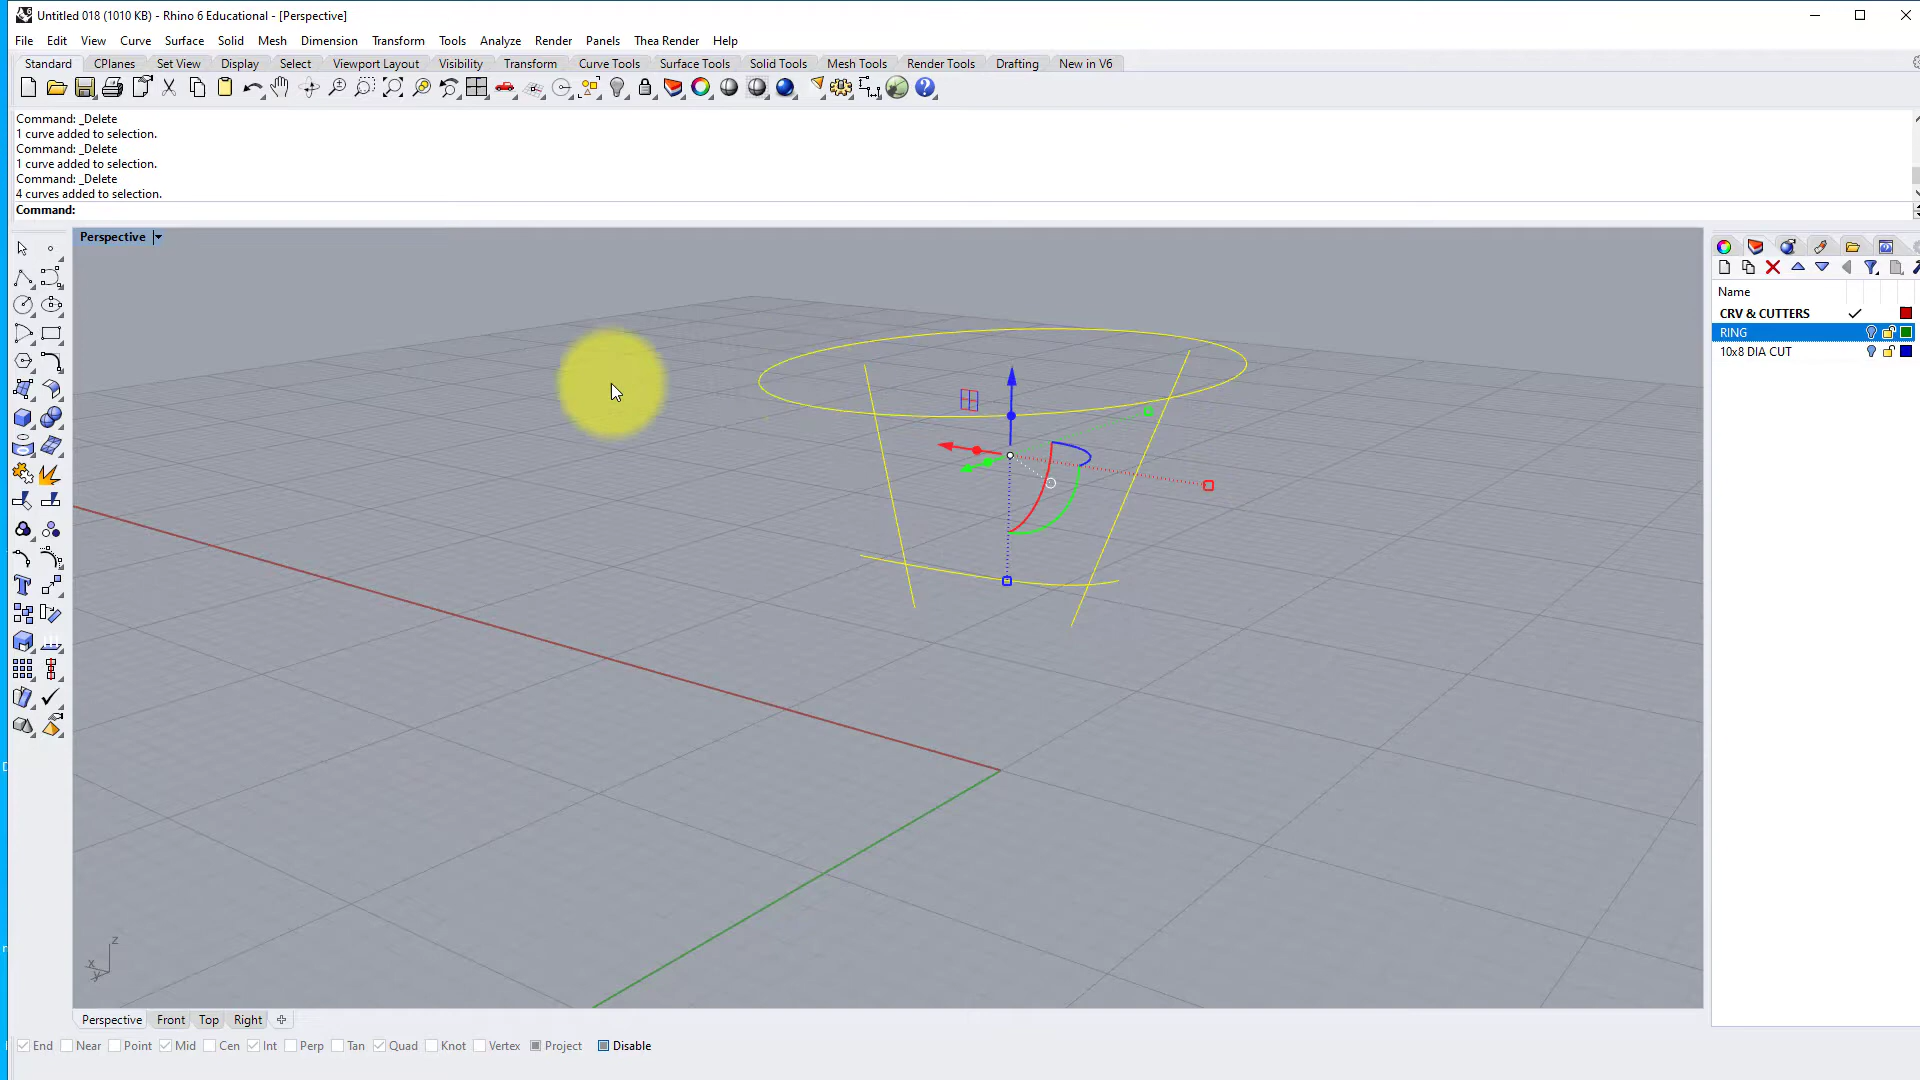 Untitled 018 (1010 KB) - Rhino 6 Educational - [Perspective]
File Edit View Curve Surface Solid Mesh Dimension Transform Tools Analyze Render Panels Thea Render Help
Standard CPlanes Set View Display Select Viewport Layout Visibility Transform Curve Tools Surface Tools Solid Tools Mesh Tools Render Tools Drafting New in V6
Command: _Delete
1 curve added to selection.
Command: _Delete
1 curve added to selection.
Command: _Delete
4 curves added to selection.
Command:
Perspective
Name
CRV & CUTTERS
RING
10x8 DIA CUT
z
x
y
Perspective Front Top Right
End Near Point Mid Cen Int Perp Tan Quad Knot Vertex Project Disable